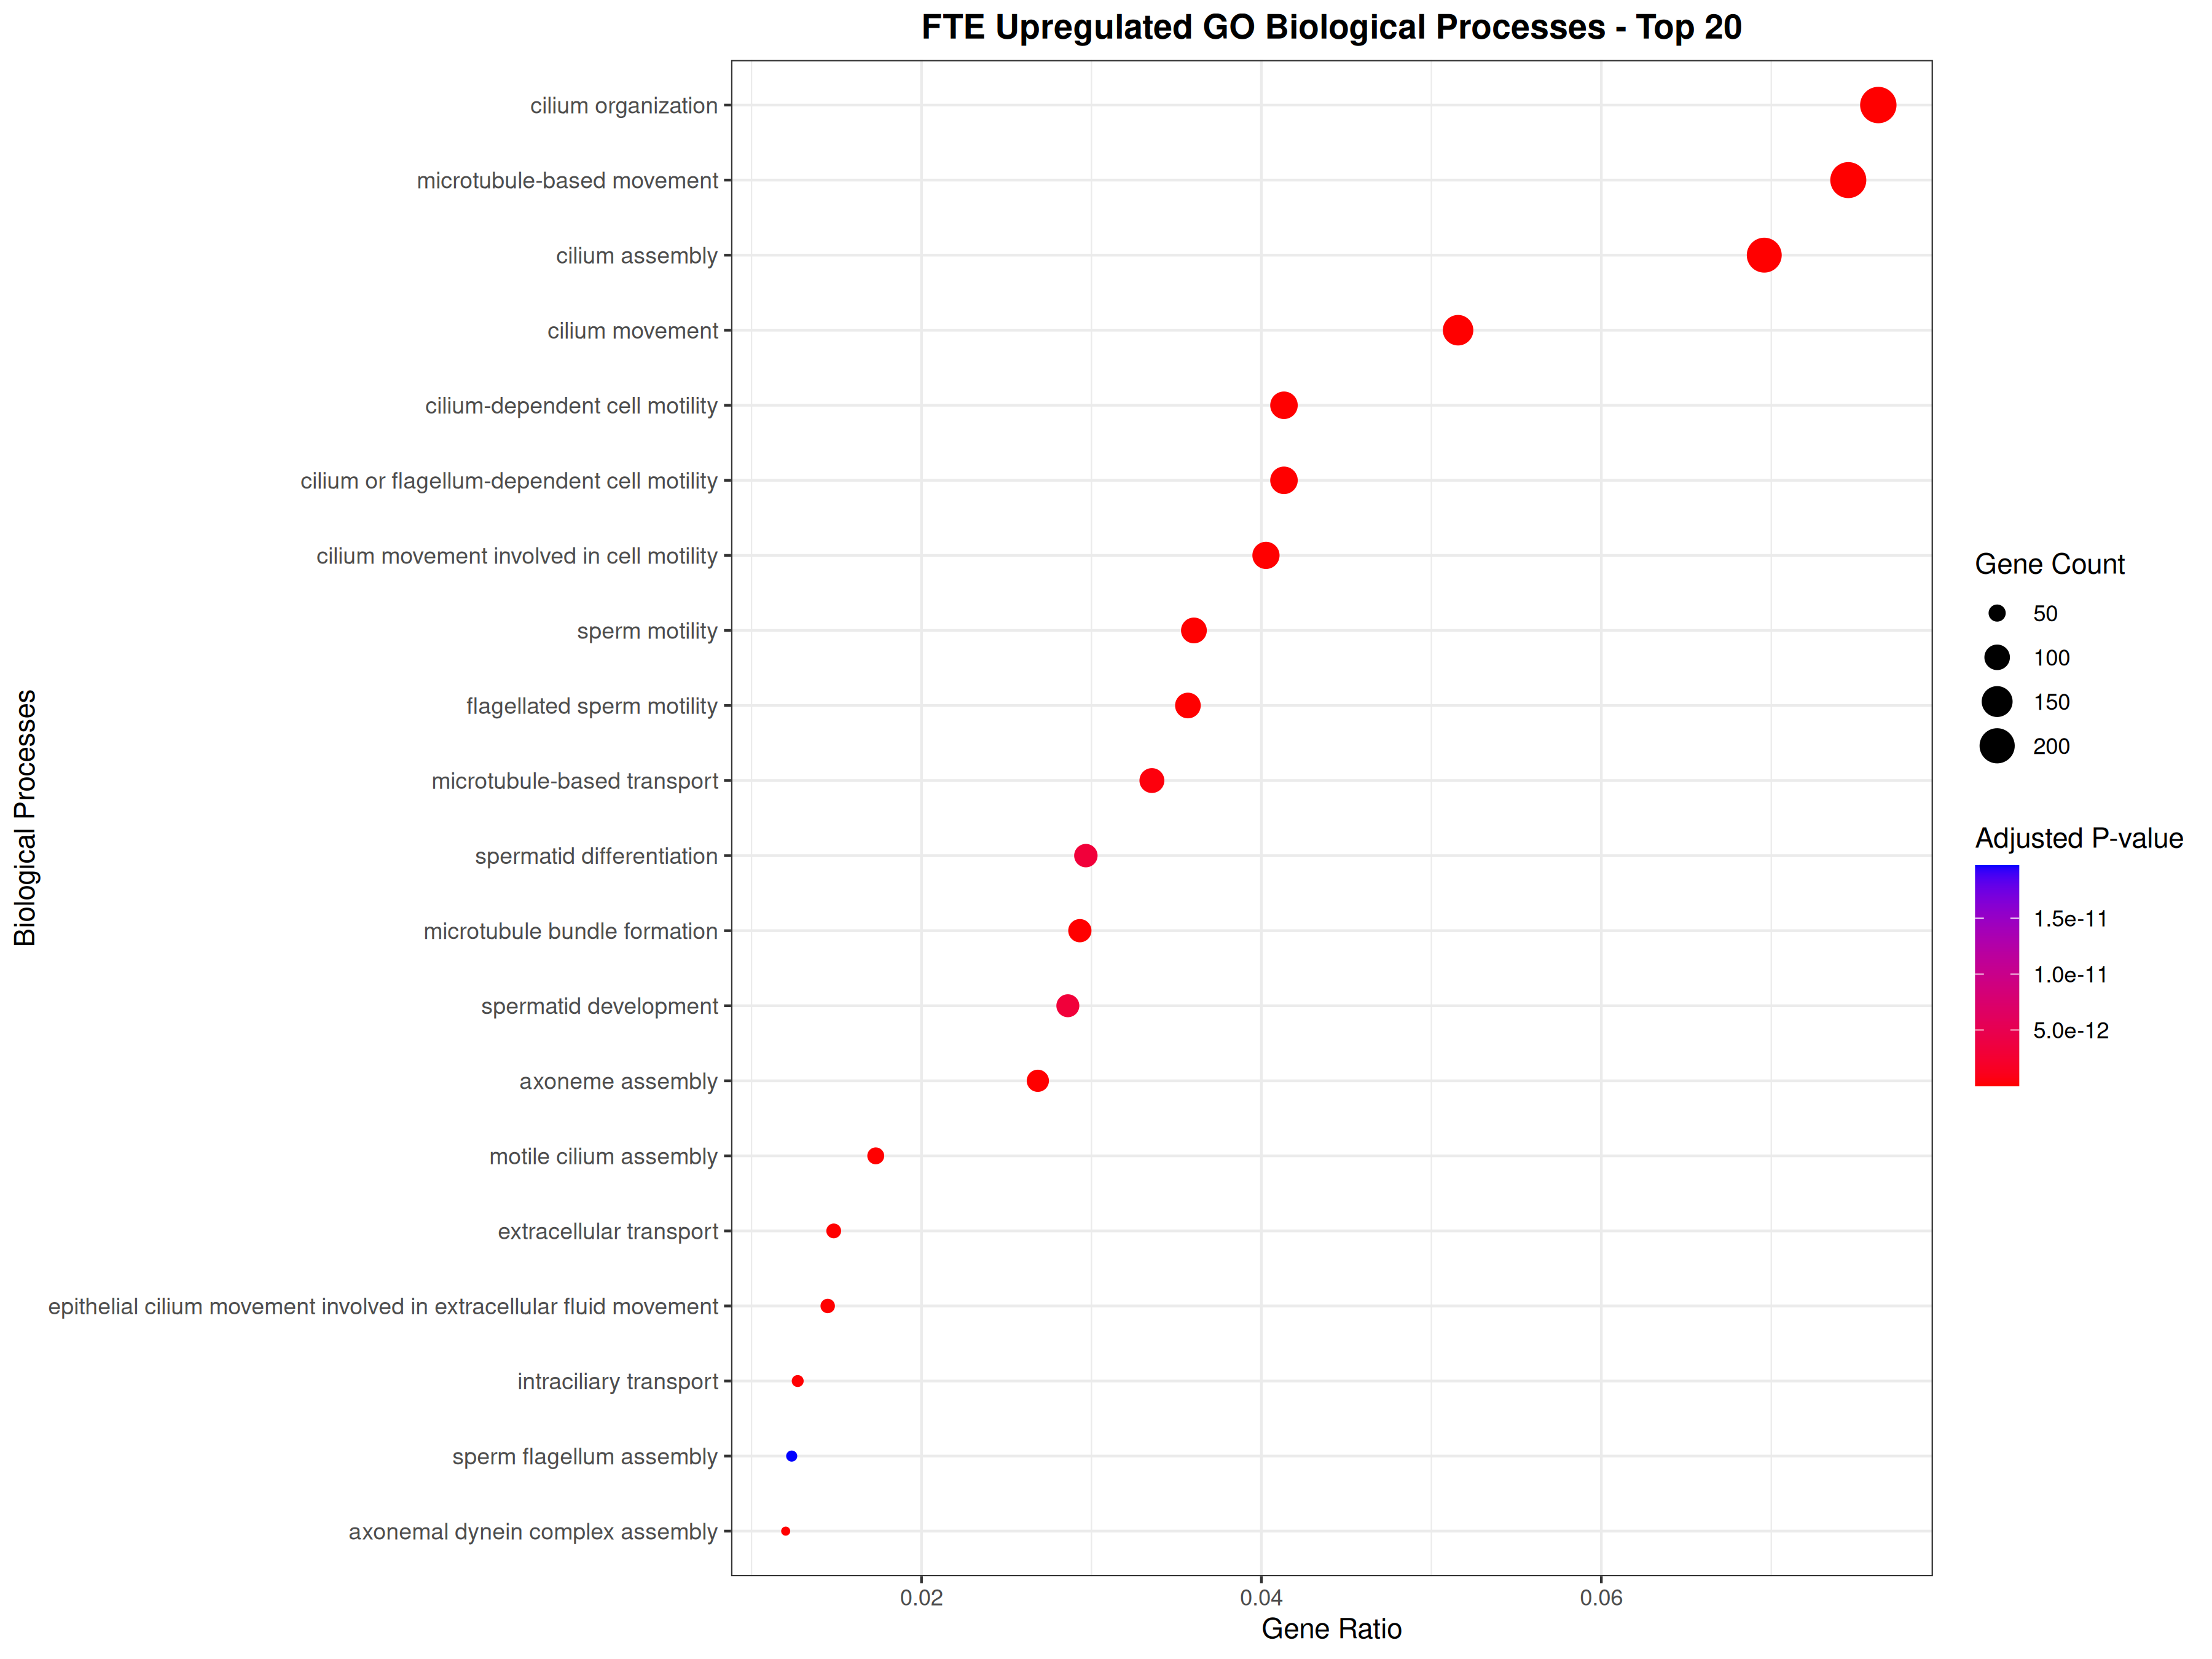 FTE Upregulated GO Biological Processes - Top 20
cilium organization
microtubule-based movement
cilium assembly
cilium movement
cilium-dependent cell motility
cilium or flagellum-dependent cell motility
cilium movement involved in cell motility
sperm motility
flagellated sperm motility
microtubule-based transport
spermatid differentiation
microtubule bundle formation
spermatid development
axoneme assembly
motile cilium assembly
extracellular transport
epithelial cilium movement involved in extracellular fluid movement
intraciliary transport
sperm flagellum assembly
axonemal dynein complex assembly
Biological Processes
0.02
0.04
0.06
Gene Ratio
Gene Count
50
100
150
200
Adjusted P-value
1.5e-11
1.0e-11
5.0e-12